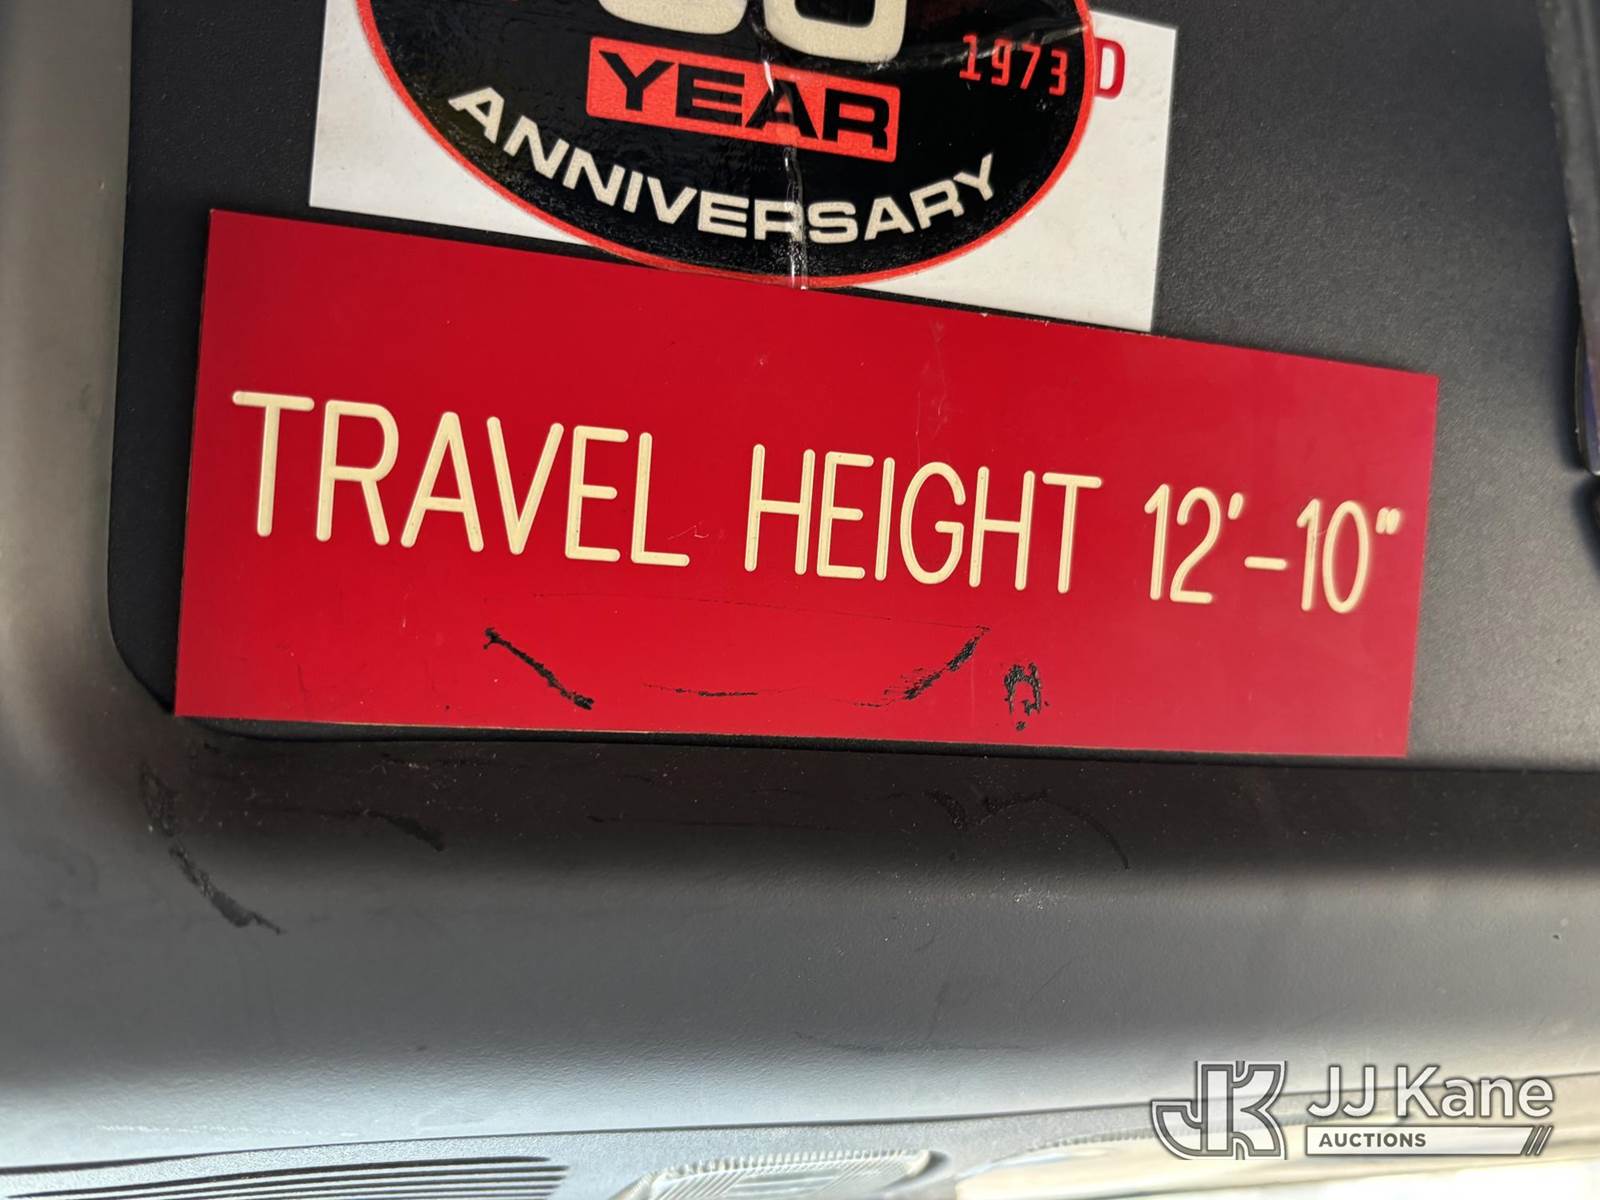 YEAR
1973
D
ANNIVERSARY
TRAVEL HEIGHT 12'-10"
JJ Kane
AUCTIONS